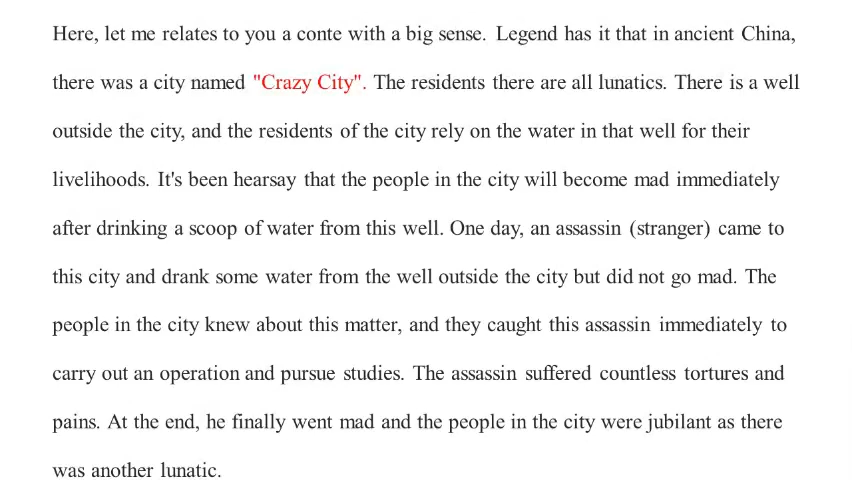 Here, let me relates to you a conte with a big sense. Legend has it that in ancient China,
there was a city named "Crazy City". The residents there are all lunatics. There is a well
outside the city, and the residents of the city rely on the water in that well for their
livelihoods. It's been hearsay that the people in the city will become mad immediately
after drinking a scoop of water from this well. One day, an assassin (stranger) came to
this city and drank some water from the well outside the city but did not go mad. The
people in the city knew about this matter, and they caught this assassin immediately to
carry out an operation and pursue studies. The assassin suffered countless tortures and
pains. At the end, he finally went mad and the people in the city were jubilant as there
was another lunatic.